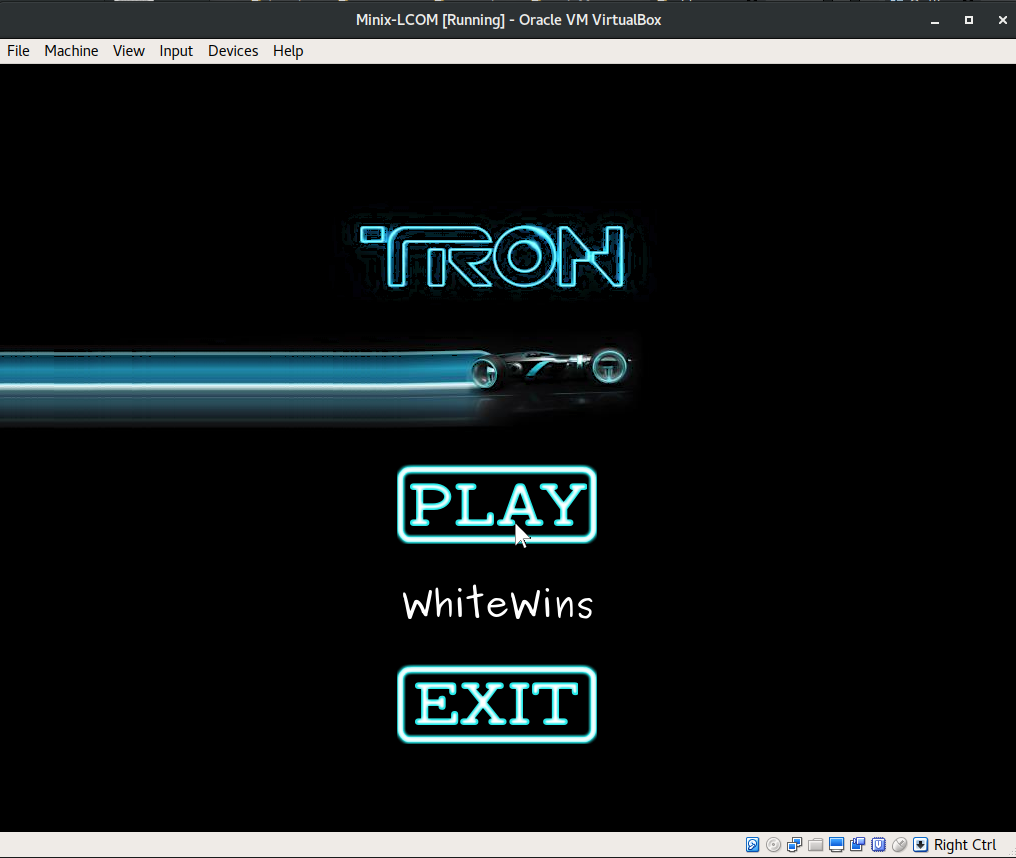 Minix-LCOM [Running] - Oracle VM VirtualBox
File Machine View Input Devices Help
TRON
PLAY
WhiteWins
EXIT
Right Ctrl